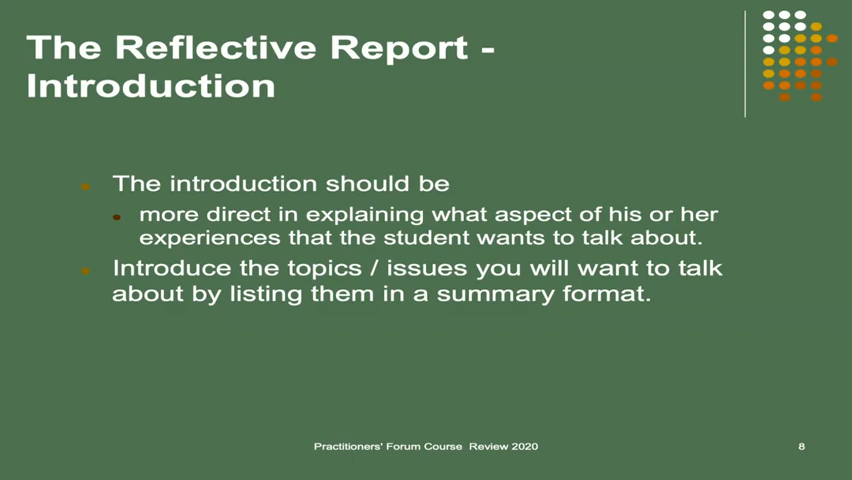 The Reflective Report -
Introduction
The introduction should be
more direct in explaining what aspect of his or her
experiences that the student wants to talk about.
Introduce the topics / issues you will want to talk
about by listing them in a summary format.
Practitioners' Forum Course Review 2020
8